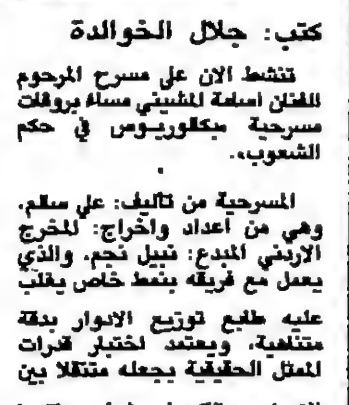 كتب: جلال الخوالدة
تنشط الان على مسرح المرحوم
الفنان اسامة المشيني مساء بروفات
مسرحية «بكالوريوس في حكم
الشعوب».
المسرحية من تاليف: علي سالم.
وهي من اعداد واخراج: المخرج
الاردني المبدع: نبيل نجم. والذي
يعمل مع فريقه بنمط خاص يغلب
عليه طابع توزيع الادوار بدقة
متناهية، ويعتمد اختبار قدرات
الممثل الحقيقية بجعله متنقلا بين